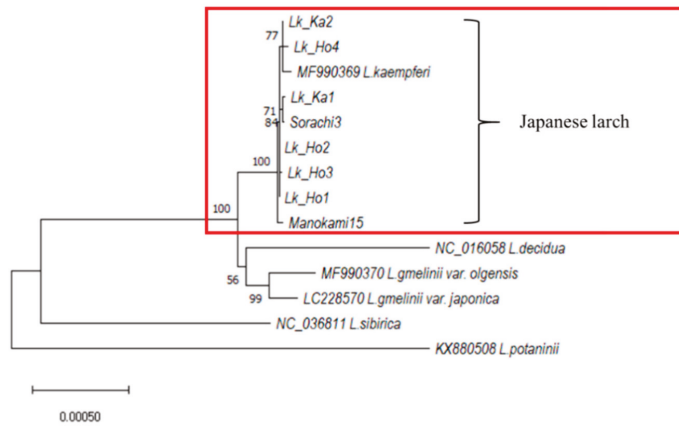 Lk_Ka2
77
Lk_Ho4
MF990369 L.kaempferi
Lk_Ka1
71
84
Sorachi3
Japanese larch
Lk_Ho2
100
Lk_Ho3
Lk_Ho1
100
Manokami15
NC_016058 L.decidua
56
MF990370 L.gmelinii var. olgensis
99
LC228570 L.gmelinii var. japonica
NC_036811 L.sibirica
KX880508 L.potaninii
0.00050